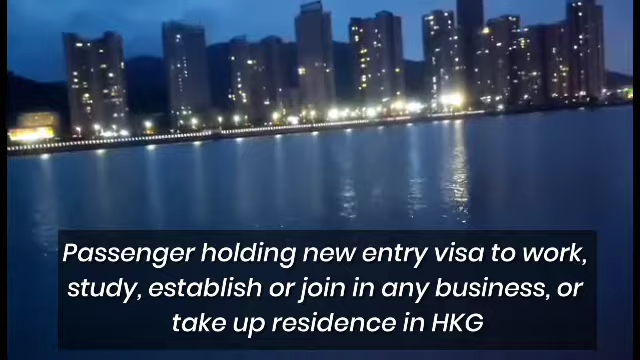 Passenger holding new entry visa to work,
study, establish or join in any business, or
take up residence in HKG